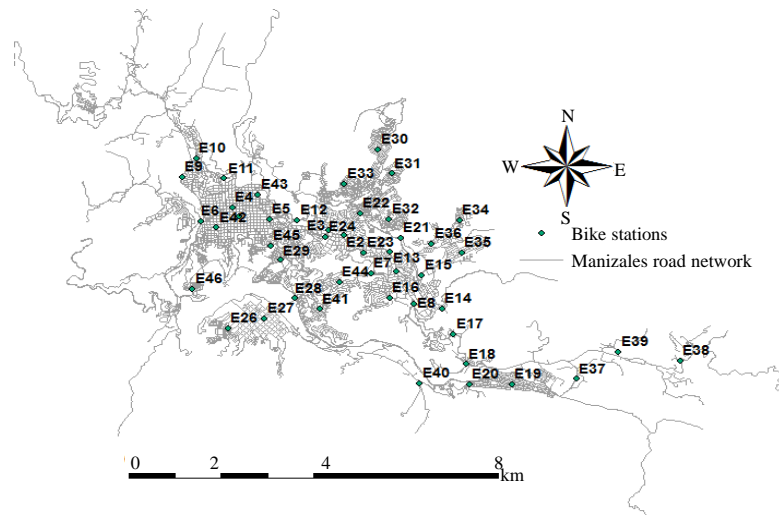 N
W E
S
Bike stations
Manizales road network
E30
E10
E31
E9
E11
E33
E43
E4
E22
E6
E42
E5
E12
E32
E34
E3
E24
E21
E36
E45
E2
E23
E35
E29
E7
E13
E15
E46
E44
E28
E16
E41
E8
E14
E27
E26
E17
E39
E18
E38
E40
E20
E19
E37
0 2 4 8
km